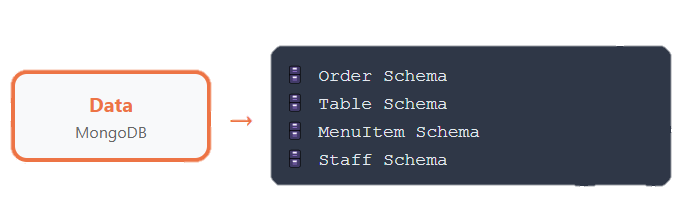 Data
MongoDB
→
Order Schema
Table Schema
MenuItem Schema
Staff Schema